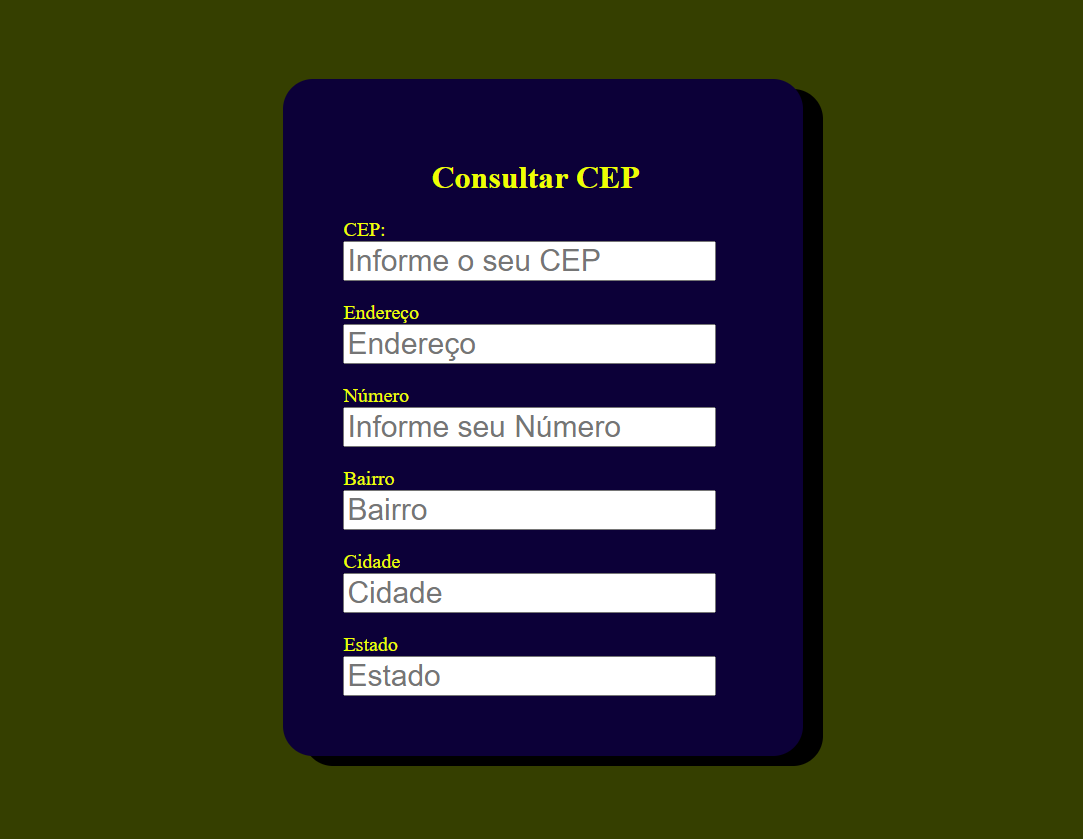 Consultar CEP
CEP:
Informe o seu CEP
Endereço
Endereço
Número
Informe seu Número
Bairro
Bairro
Cidade
Cidade
Estado
Estado